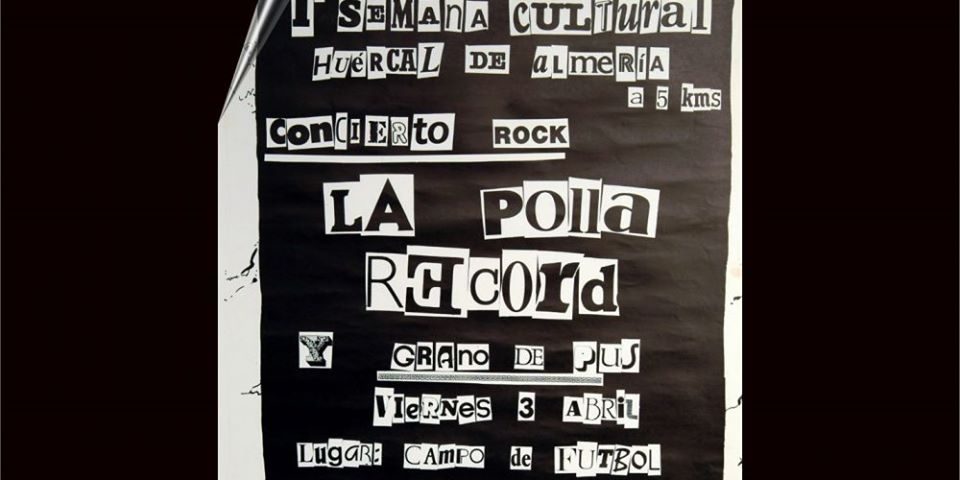 1ª SEMANA CULTURAL
HUéRCAL DE aLMERÍA
a 5 kms
CONCIERTO ROCK
LA POlla
RECORD
Y GRANO DE PUS
VIERNES 3 ABRIL
LUgAR: CAMPO de FUTBOL